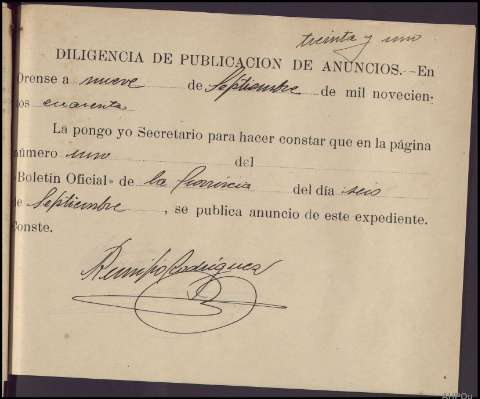 treinta y uno
DILIGENCIA DE PUBLICACION DE ANUNCIOS.—En
Orense a nueve de Septiembre de mil novecien-
tos cuarenta
La pongo yo Secretario para hacer constar que en la página
número uno del
«Boletín Oficial» de la Provincia del día seis
de Septiembre, se publica anuncio de este expediente.
Conste.
Remigio Rodríguez